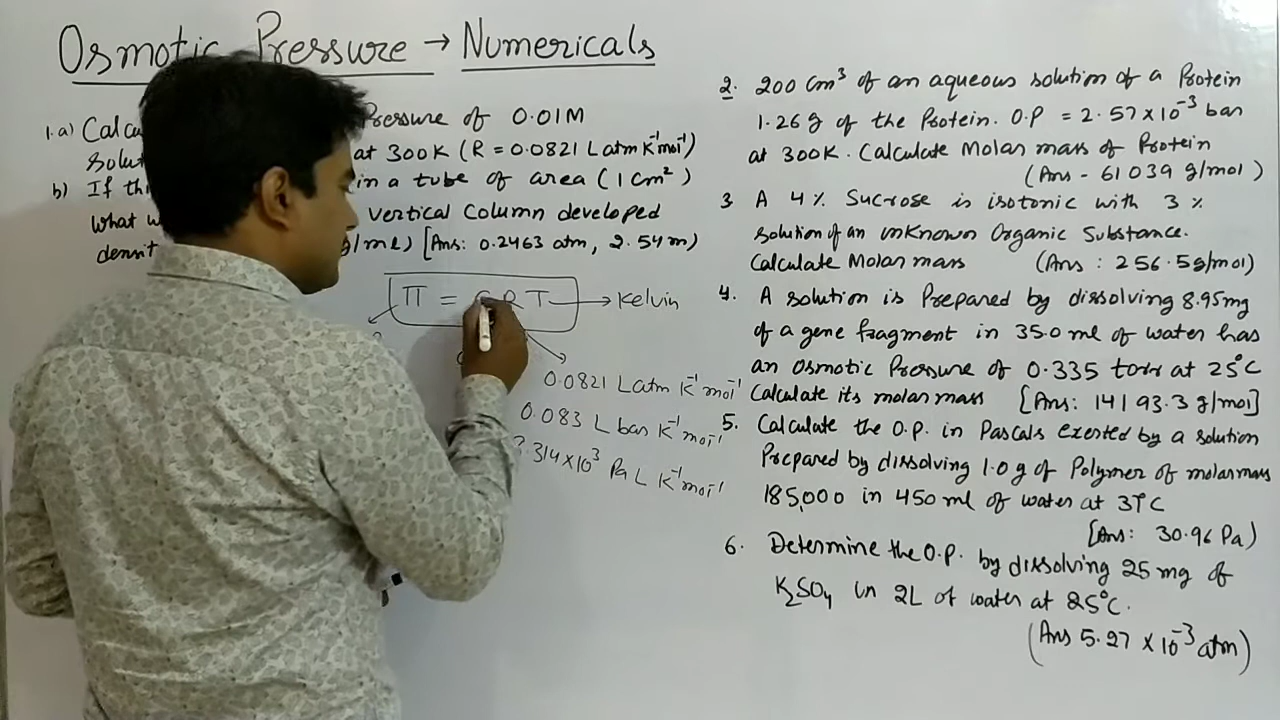 Osmotic Pressure → Numericals
1. a) Calcu Pressure of 0.01M
Solut at 300K (R = 0.0821 L atm K⁻¹ mol⁻¹)
b) If thi in a tube of area (1 cm²)
What w vertical Column developed
densit g/mL) [Ans: 0.2463 atm, 2.54 m)
π = C R T → Kelvin
0.0821 L atm K⁻¹ mol⁻¹
0.083 L bar K⁻¹ mol⁻¹
8.314 x 10³ Pa L K⁻¹ mol⁻¹
2. 200 cm³ of an aqueous solution of a Protein
1.26 g of the Protein. O.P = 2.57 x 10⁻³ bar
at 300K. Calculate Molar mass of Protein
(Ans - 61039 g/mol)
3 A 4 % Sucrose is isotonic with 3 %
solution of an unknown Organic Substance.
Calculate Molar mass (Ans : 256.5 g/mol)
4. A solution is Prepared by dissolving 8.95 mg
of a gene fragment in 35.0 ml of water has
an Osmotic Pressure of 0.335 torr at 25°C
Calculate its molar mass [Ans: 14193.3 g/mol]
5. Calculate the O.P. in Pascals exerted by a solution
Prepared by dissolving 1.0 g of Polymer of molar mass
185,000 in 450 ml of water at 37°C
[Ans: 30.96 Pa)
6. Determine the O.P. by dissolving 25 mg of
K₂SO₄ in 2L of water at 25°C.
(Ans 5.27 x 10⁻³ atm)